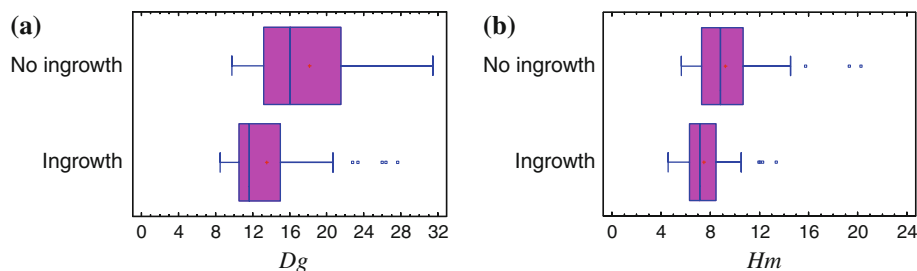 (a)
No ingrowth
Ingrowth
0 4 8 12 16 20 24 28 32
Dg
(b)
No ingrowth
Ingrowth
0 4 8 12 16 20 24
Hm